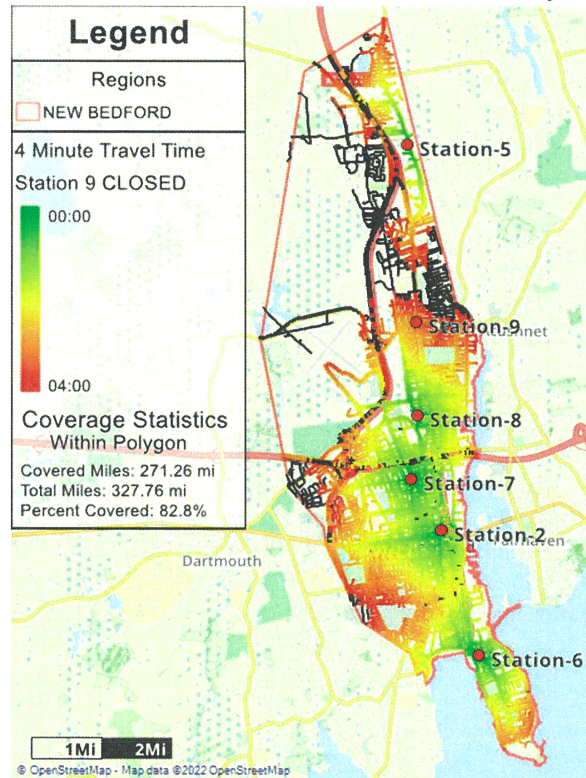 Legend
Regions
NEW BEDFORD
4 Minute Travel Time
Station 9 CLOSED
00:00
04:00
Coverage Statistics
Within Polygon
Covered Miles: 271.26 mi
Total Miles: 327.76 mi
Percent Covered: 82.8%
Station-5
Station-9
Station-8
Station-7
Station-2
Dartmouth
Station-6
1Mi 2Mi
© OpenStreetMap - Map data ©2022 OpenStreetMap